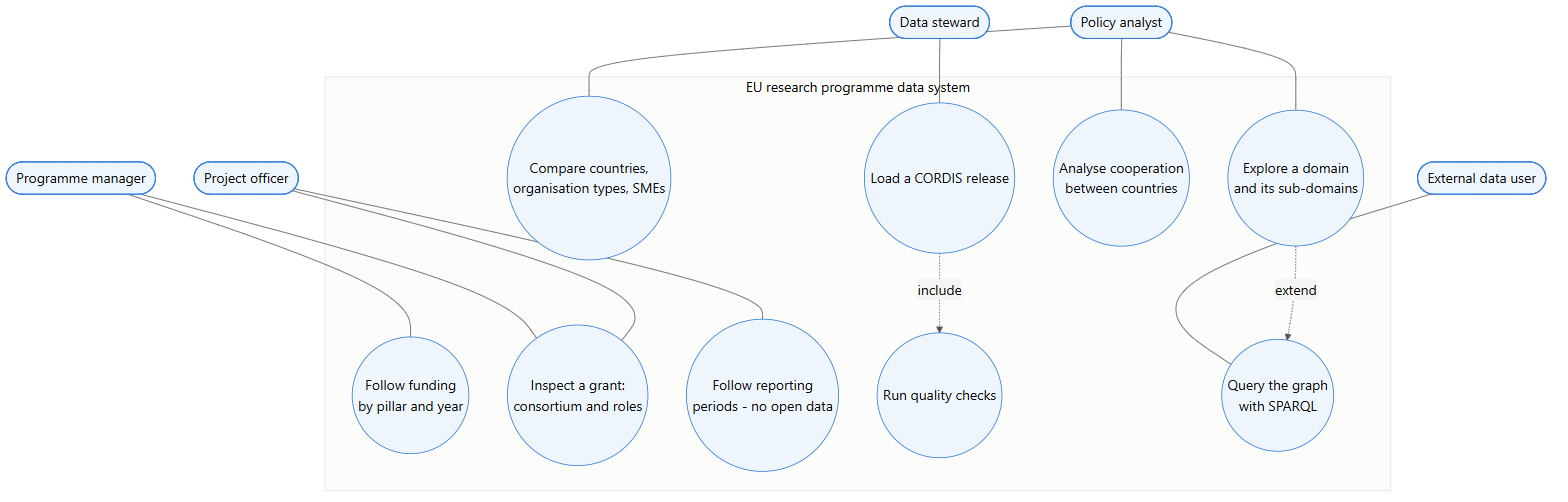 Data steward
Policy analyst
EU research programme data system
Programme manager
Project officer
Compare countries,
organisation types, SMEs
Load a CORDIS release
Analyse cooperation
between countries
Explore a domain
and its sub-domains
External data user
include
extend
Follow funding
by pillar and year
Inspect a grant:
consortium and roles
Follow reporting
periods - no open data
Run quality checks
Query the graph
with SPARQL